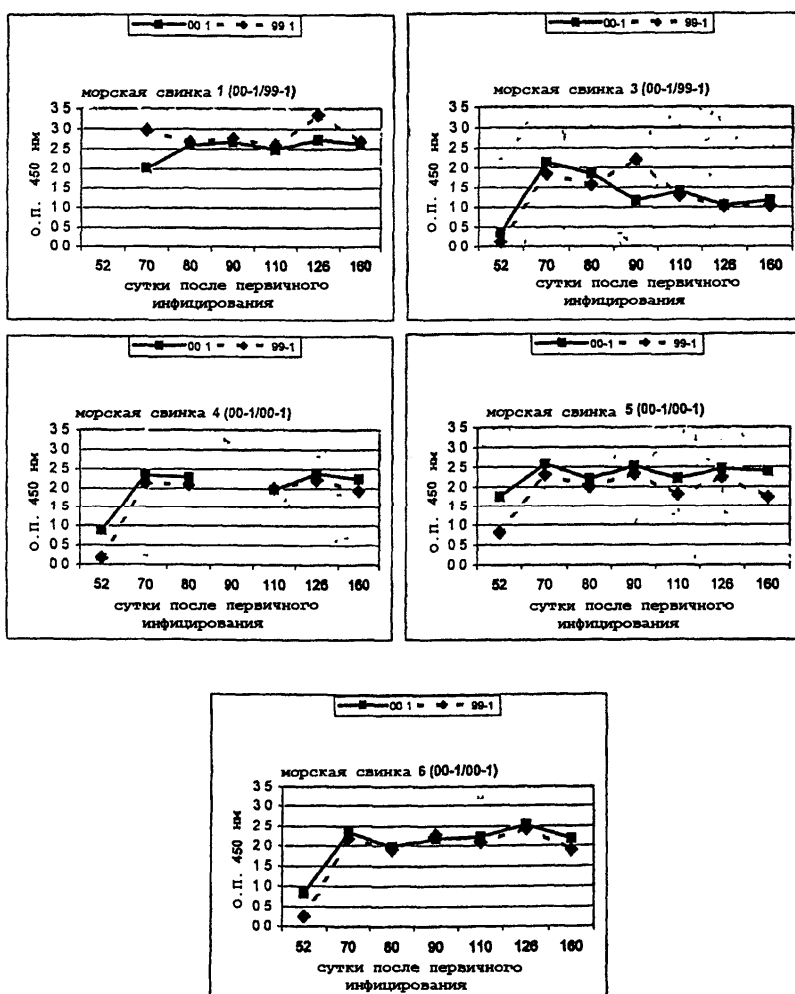 00 1 99 1
морская свинка 1 (00-1/99-1)
О.П. 450 нм
3 5
3 0
2 5
2 0
1 5
1 0
0 5
0 0
52 70 80 90 110 126 160
сутки после первичного
инфицирования
00-1 99-1
морская свинка 3 (00-1/99-1)
О.П. 450 нм
3 5
3 0
2 5
2 0
1 5
1 0
0 5
0 0
52 70 80 90 110 126 160
сутки после первичного
инфицирования
00 1 99-1
морская свинка 4 (00-1/00-1)
О.П. 450 нм
3 5
3 0
2 5
2 0
1 5
1 0
0 5
0 0
52 70 80 90 110 126 160
сутки после первичного
инфицирования
00-1 99-1
морская свинка 5 (00-1/00-1)
О.П. 450 нм
3 5
3 0
2 5
2 0
1 5
1 0
0 5
0 0
52 70 80 90 110 126 160
сутки после первичного
инфицирования
00 1 99-1
морская свинка 6 (00-1/00-1)
О.П. 450 нм
3 5
3 0
2 5
2 0
1 5
1 0
0 5
0 0
52 70 80 90 110 126 160
сутки после первичного
инфицирования